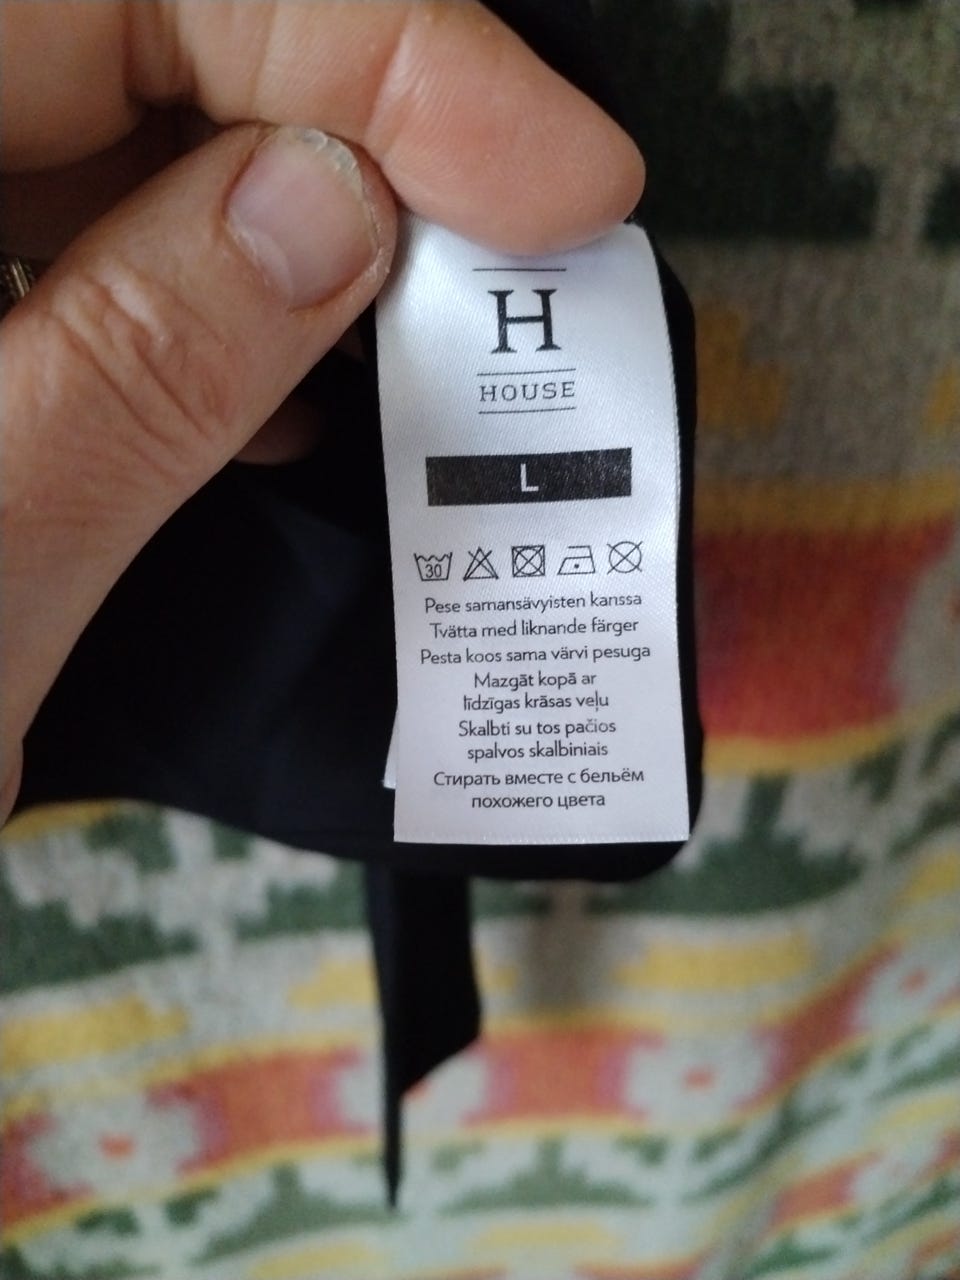 H
HOUSE
L
30
Pese samansävyisten kanssa
Tvätta med liknande färger
Pesta koos sama värvi pesuga
Mazgāt kopā ar
līdzīgas krāsas veļu
Skalbti su tos pačios
spalvos skalbiniais
Стирать вместе с бельём
похожего цвета